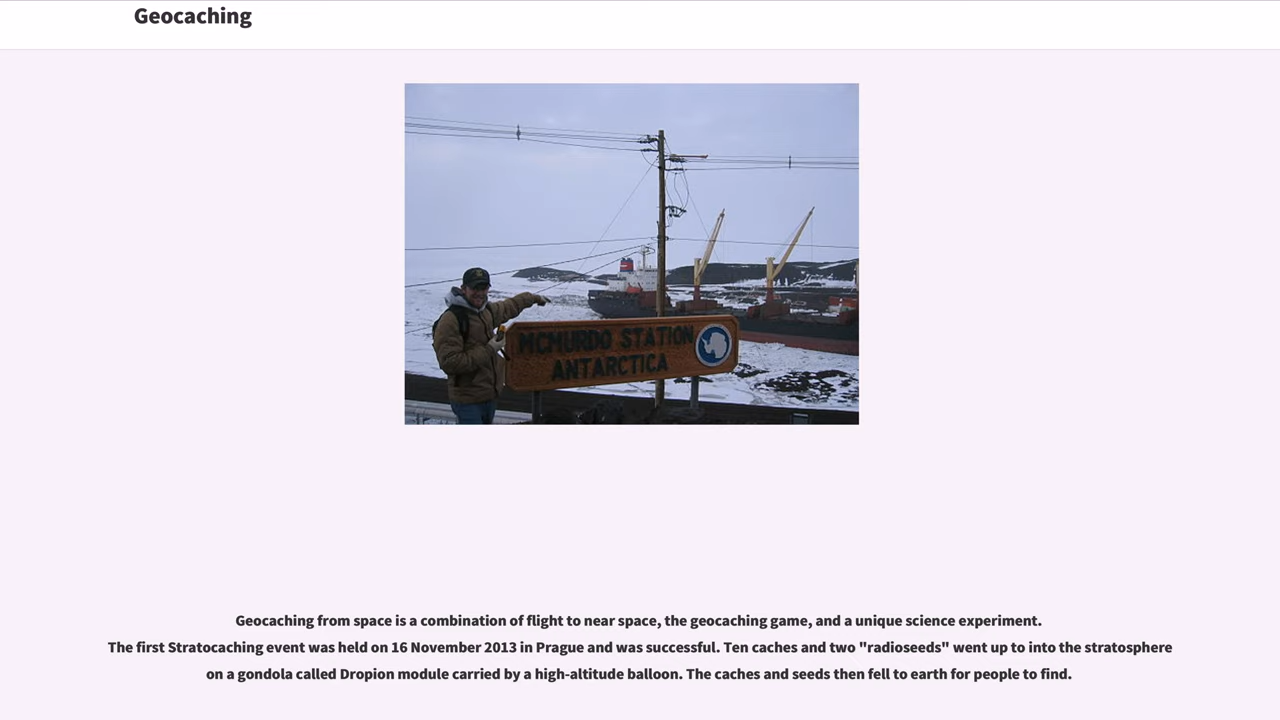 Geocaching
MCMURDO STATION
ANTARCTICA
Geocaching from space is a combination of flight to near space, the geocaching game, and a unique science experiment.
The first Stratocaching event was held on 16 November 2013 in Prague and was successful. Ten caches and two "radioseeds" went up to into the stratosphere
on a gondola called Dropion module carried by a high-altitude balloon. The caches and seeds then fell to earth for people to find.